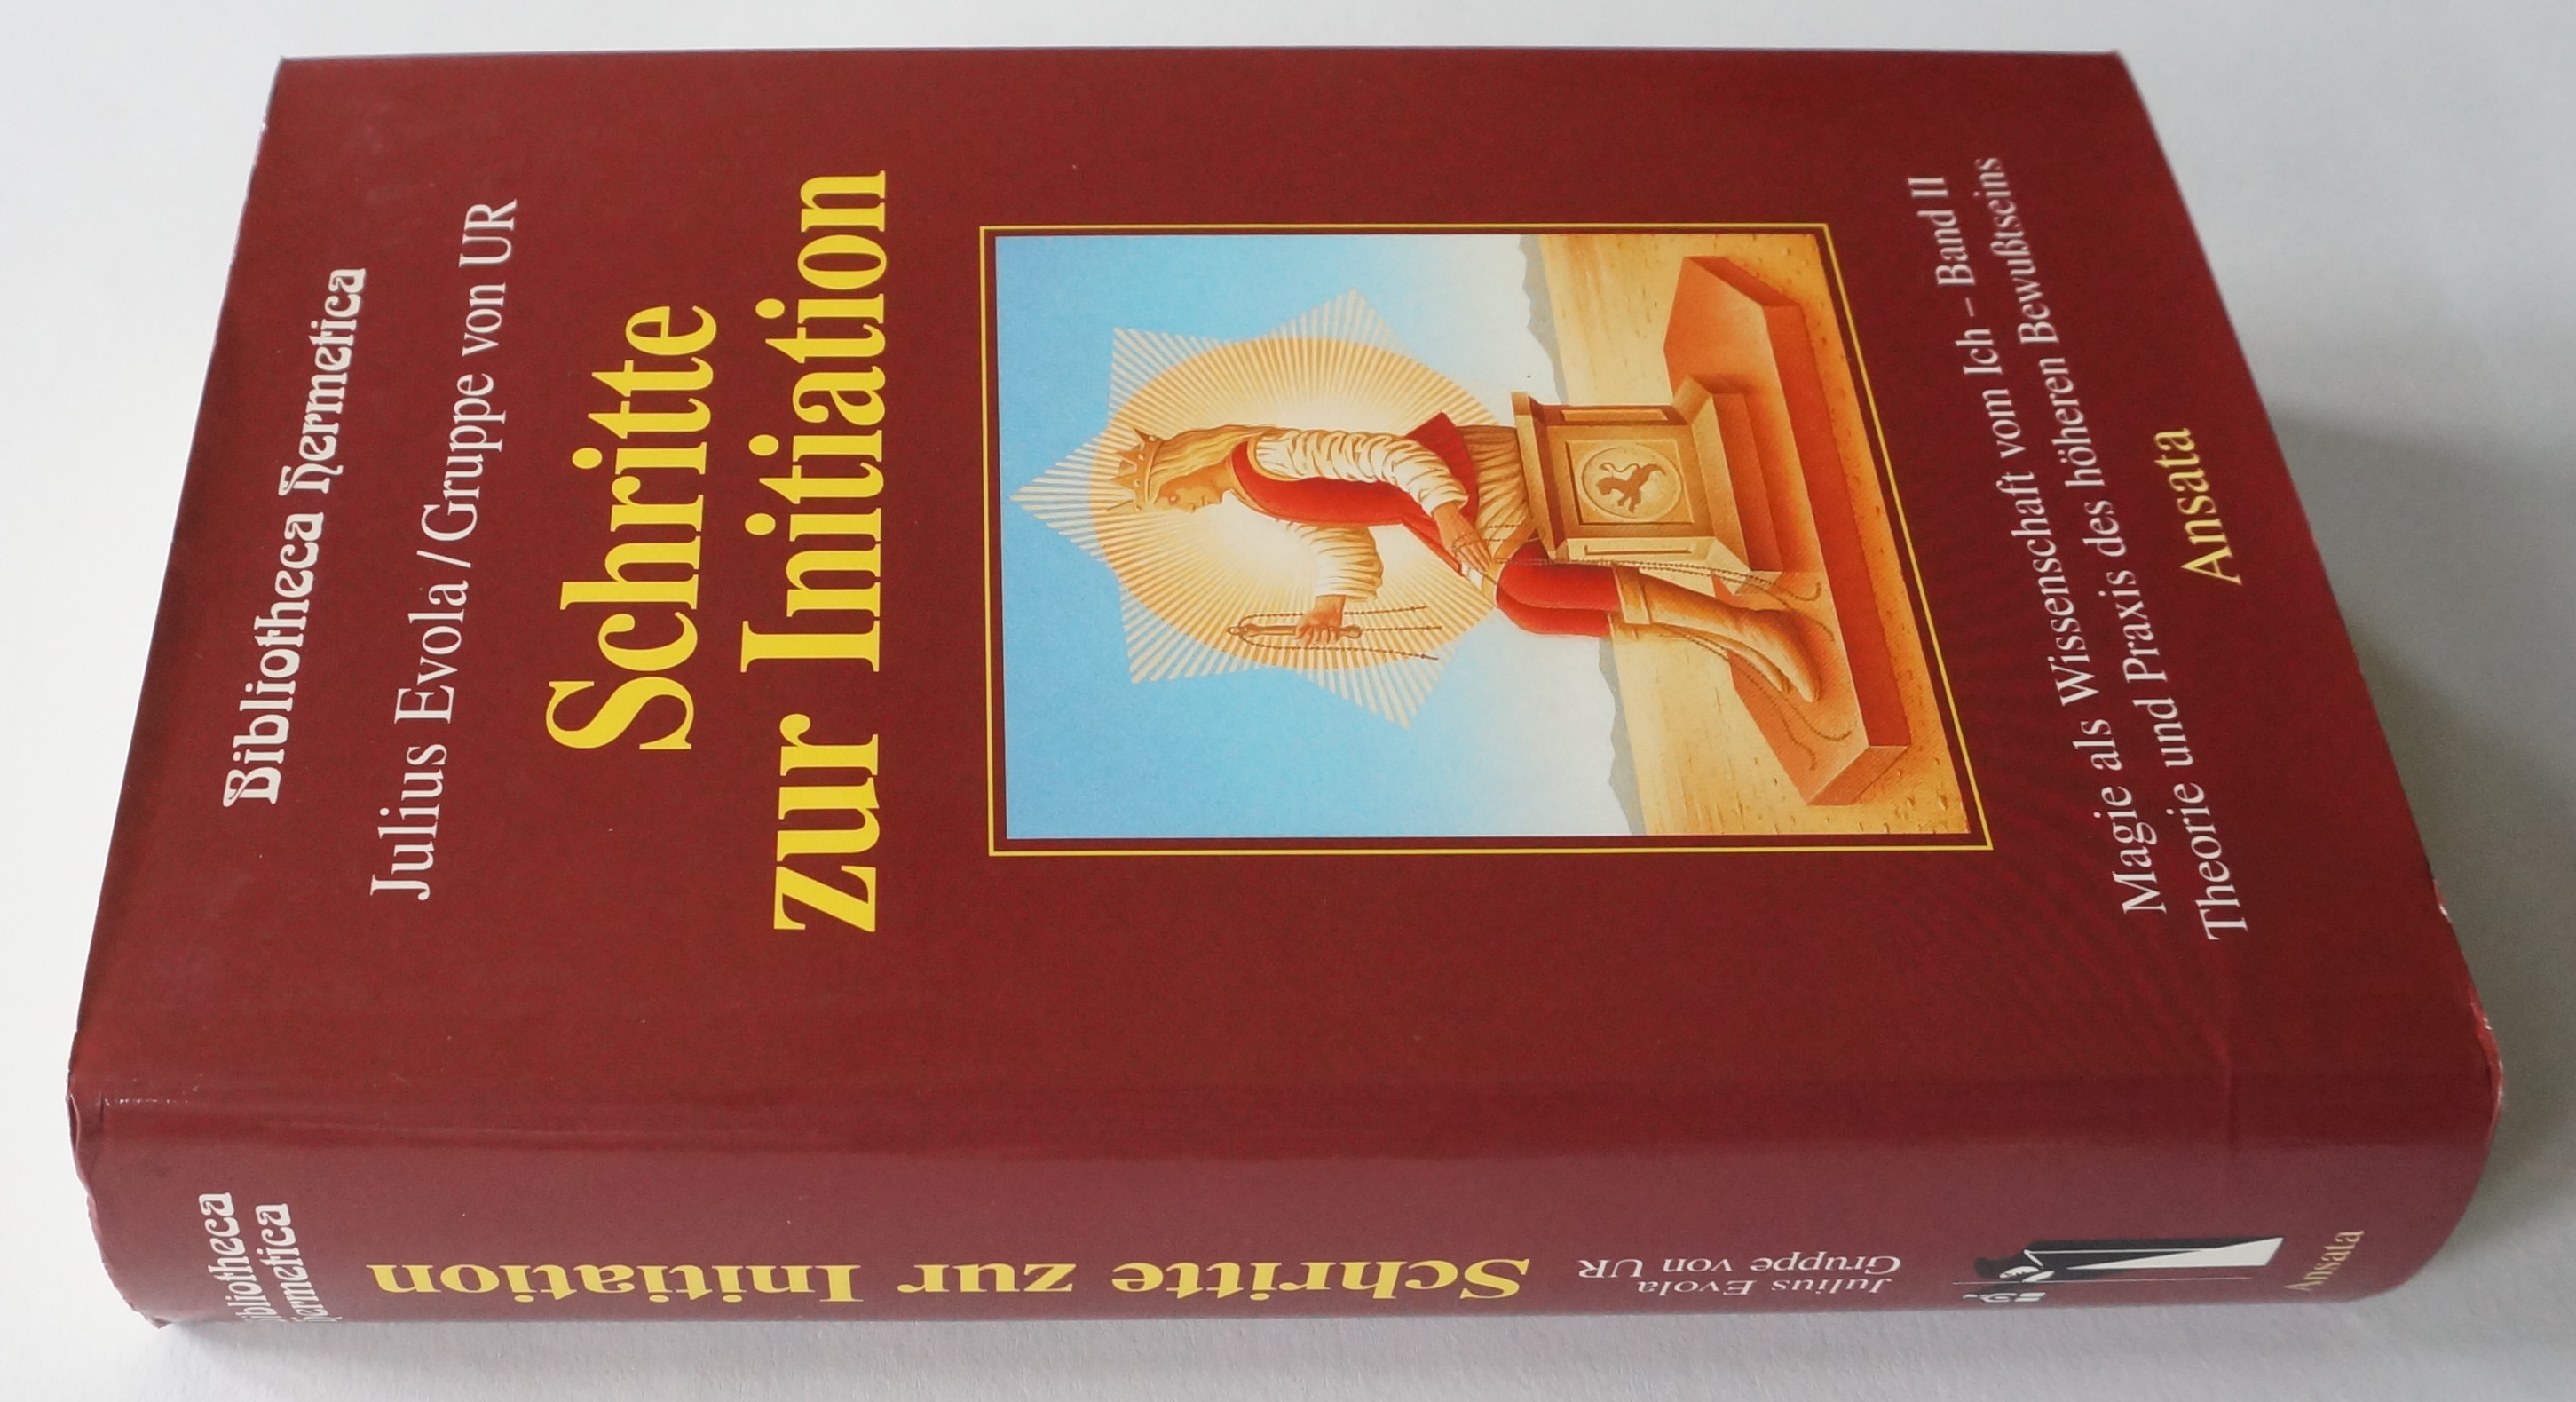 Bibliotheca Hermetica
Julius Evola / Gruppe von UR
Schritte
zur Initiation
Magie als Wissenschaft vom Ich – Band II
Theorie und Praxis des höheren Bewußtseins
Ansata
Bibliotheca
Hermetica
Schritte zur Initiation
Julius Evola
Gruppe von UR
Ansata